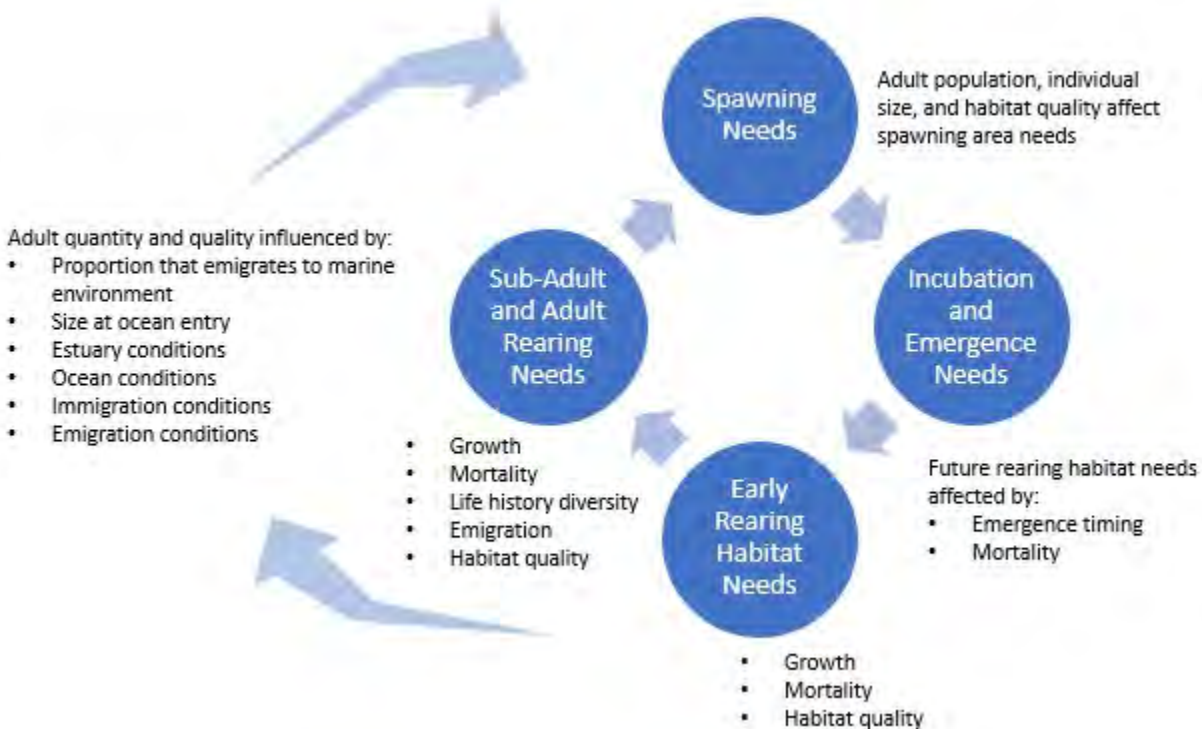 Spawning
Needs
Adult population, individual
size, and habitat quality affect
spawning area needs
Adult quantity and quality influenced by:
• Proportion that emigrates to marine
environment
• Size at ocean entry
• Estuary conditions
• Ocean conditions
• Immigration conditions
• Emigration conditions
Sub-Adult
and Adult
Rearing
Needs
Incubation
and
Emergence
Needs
• Growth
• Mortality
• Life history diversity
• Emigration
• Habitat quality
Early
Rearing
Habitat
Needs
Future rearing habitat needs
affected by:
• Emergence timing
• Mortality
• Growth
• Mortality
• Habitat quality